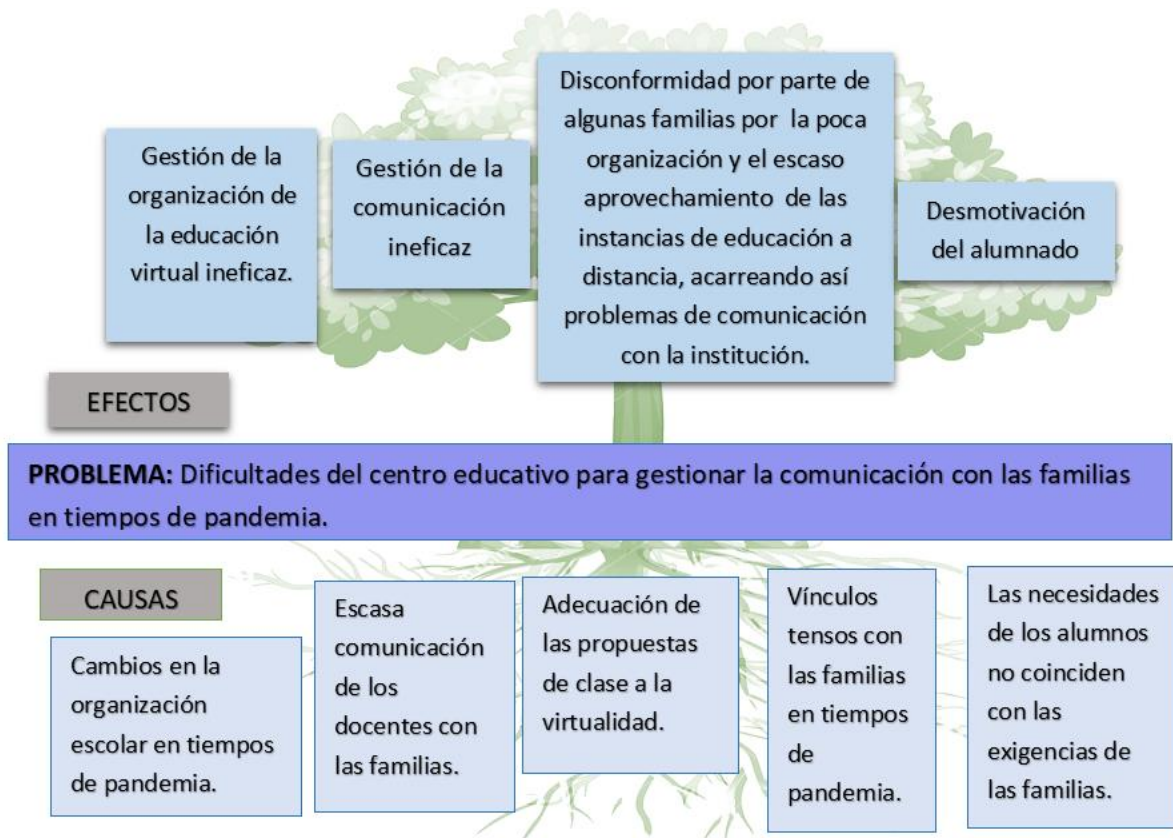 Gestión de la
organización de
la educación
virtual ineficaz.
Gestión de la
comunicación
ineficaz
Disconformidad por parte de
algunas familias por la poca
organización y el escaso
aprovechamiento de las
instancias de educación a
distancia, acarreando así
problemas de comunicación
con la institución.
Desmotivación
del alumnado
EFECTOS
PROBLEMA: Dificultades del centro educativo para gestionar la comunicación con las familias
en tiempos de pandemia.
CAUSAS
Cambios en la
organización
escolar en tiempos
de pandemia.
Escasa
comunicación
de los
docentes con
las familias.
Adecuación de
las propuestas
de clase a la
virtualidad.
Vínculos
tensos con
las familias
en tiempos
de
pandemia.
Las necesidades
de los alumnos
no coinciden
con las
exigencias de
las familias.